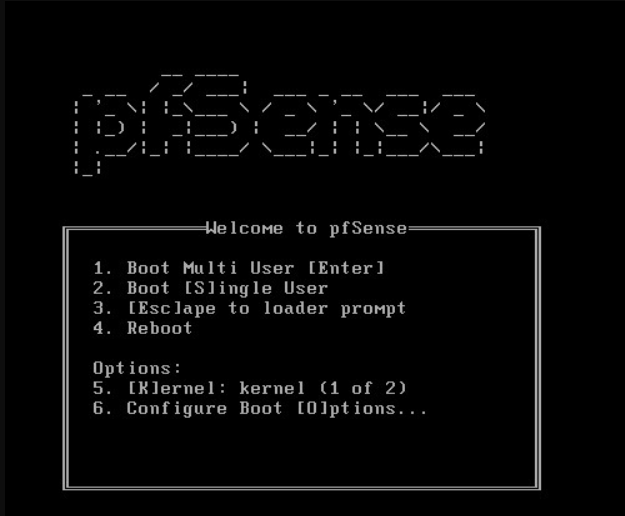 pfSense
Welcome to pfSense
1. Boot Multi User [Enter]
2. Boot [S]ingle User
3. [Esc]ape to loader prompt
4. Reboot
Options:
5. [K]ernel: kernel (1 of 2)
6. Configure Boot [O]ptions...